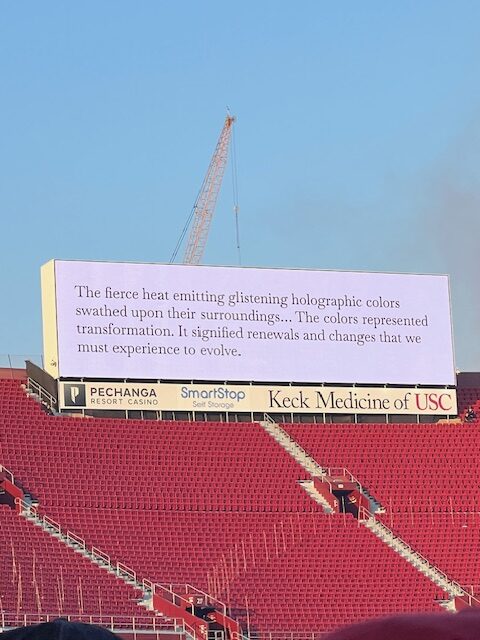 The fierce heat emitting glistening holographic colors
swathed upon their surroundings... The colors represented
transformation. It signified renewals and changes that we
must experience to evolve.
P PECHANGA
RESORT CASINO
SmartStop
Self Storage
Keck Medicine of USC